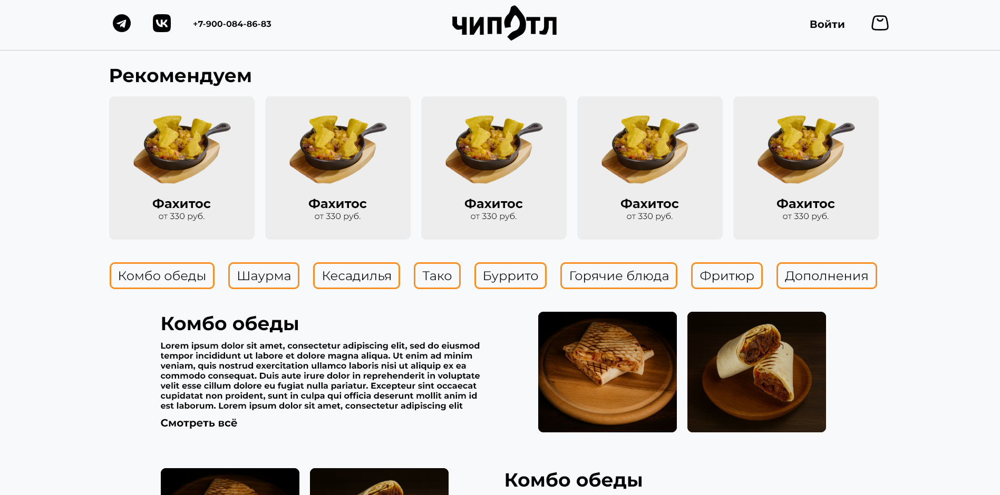 +7-900-084-86-83
ЧИПОТЛ
Войти
Рекомендуем
Фахитос
от 330 руб.
Фахитос
от 330 руб.
Фахитос
от 330 руб.
Фахитос
от 330 руб.
Фахитос
от 330 руб.
Комбо обеды
Шаурма
Кесадилья
Тако
Буррито
Горячие блюда
Фритюр
Дополнения
Комбо обеды
Lorem ipsum dolor sit amet, consectetur adipiscing elit, sed do eiusmod
tempor incididunt ut labore et dolore magna aliqua. Ut enim ad minim
veniam, quis nostrud exercitation ullamco laboris nisi ut aliquip ex ea
commodo consequat. Duis aute irure dolor in reprehenderit in voluptate
velit esse cillum dolore eu fugiat nulla pariatur. Excepteur sint occaecat
cupidatat non proident, sunt in culpa qui officia deserunt mollit anim id
est laborum. Lorem ipsum dolor sit amet, consectetur adipiscing elit
Смотреть всё
Комбо обеды